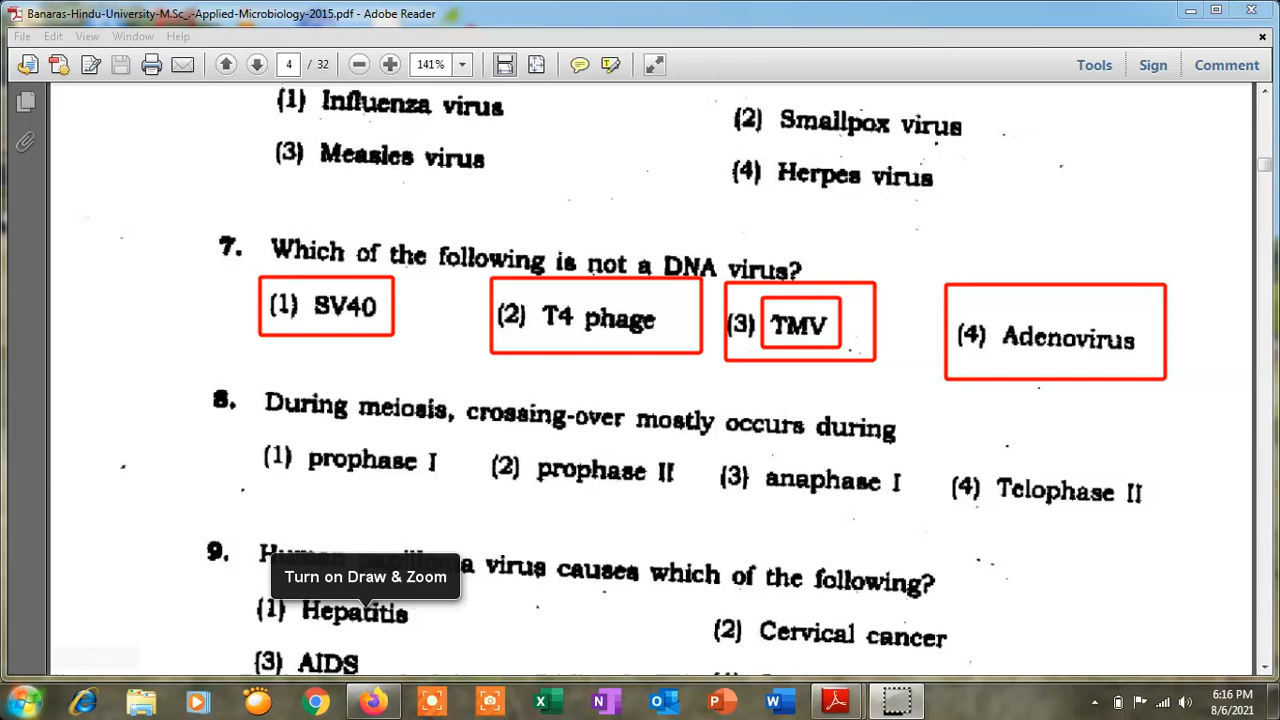 Banaras-Hindu-University-M.Sc_.-Applied-Microbiology-2015.pdf - Adobe Reader
File Edit View Window Help
4 / 32 141% Tools Sign Comment
(1) Influenza virus (2) Smallpox virus
(3) Measles virus (4) Herpes virus
7. Which of the following is not a DNA virus?
(1) SV40 (2) T4 phage (3) TMV (4) Adenovirus
8. During meiosis, crossing-over mostly occurs during
(1) prophase I (2) prophase II (3) anaphase I (4) Telophase II
9. Human papilloma virus causes which of the following?
Turn on Draw & Zoom
(1) Hepatitis (2) Cervical cancer
(3) AIDS
6:16 PM
8/6/2021